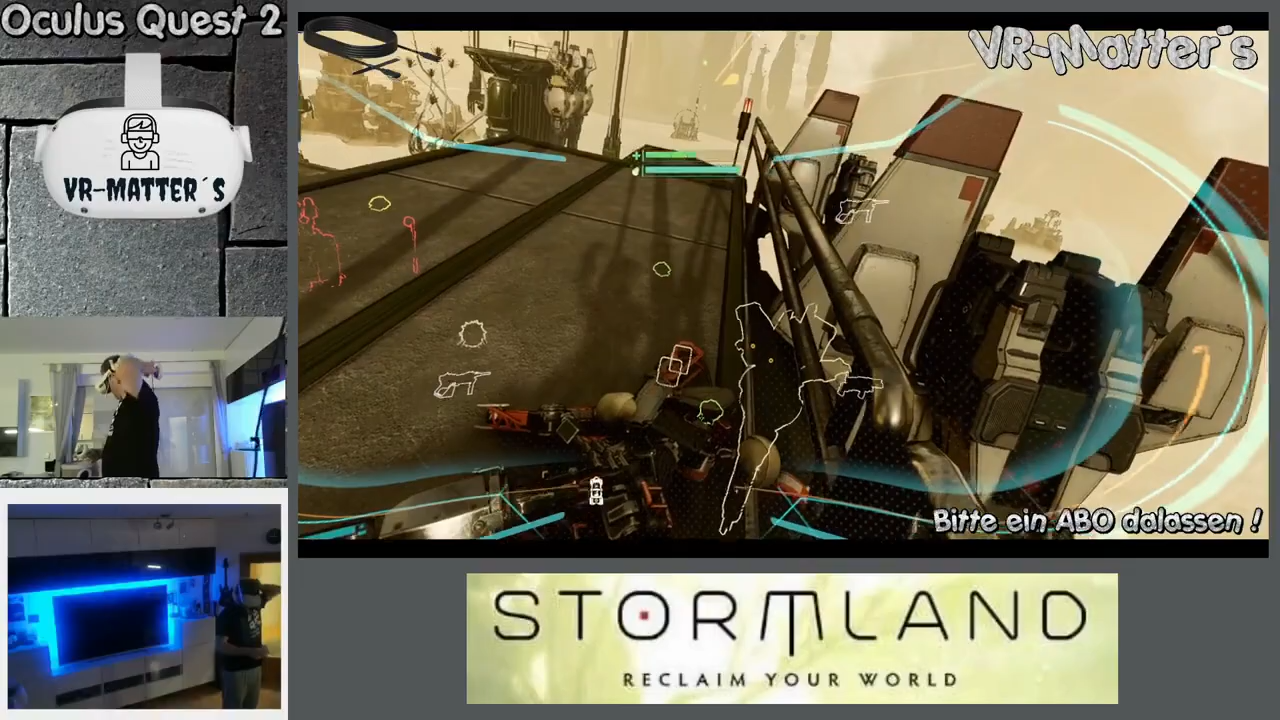 Oculus Quest 2
VR-MATTER´S
VR-Matter´s
Bitte ein ABO dalassen !
STORMLAND
RECLAIM YOUR WORLD